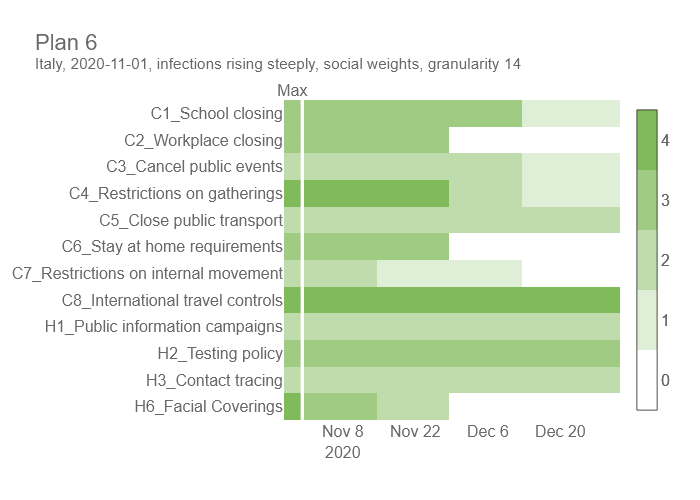 Plan 6
Italy, 2020-11-01, infections rising steeply, social weights, granularity 14
Max
C1_School closing
C2_Workplace closing
C3_Cancel public events
C4_Restrictions on gatherings
C5_Close public transport
C6_Stay at home requirements
C7_Restrictions on internal movement
C8_International travel controls
H1_Public information campaigns
H2_Testing policy
H3_Contact tracing
H6_Facial Coverings
Nov 8
2020
Nov 22
Dec 6
Dec 20
4
3
2
1
0